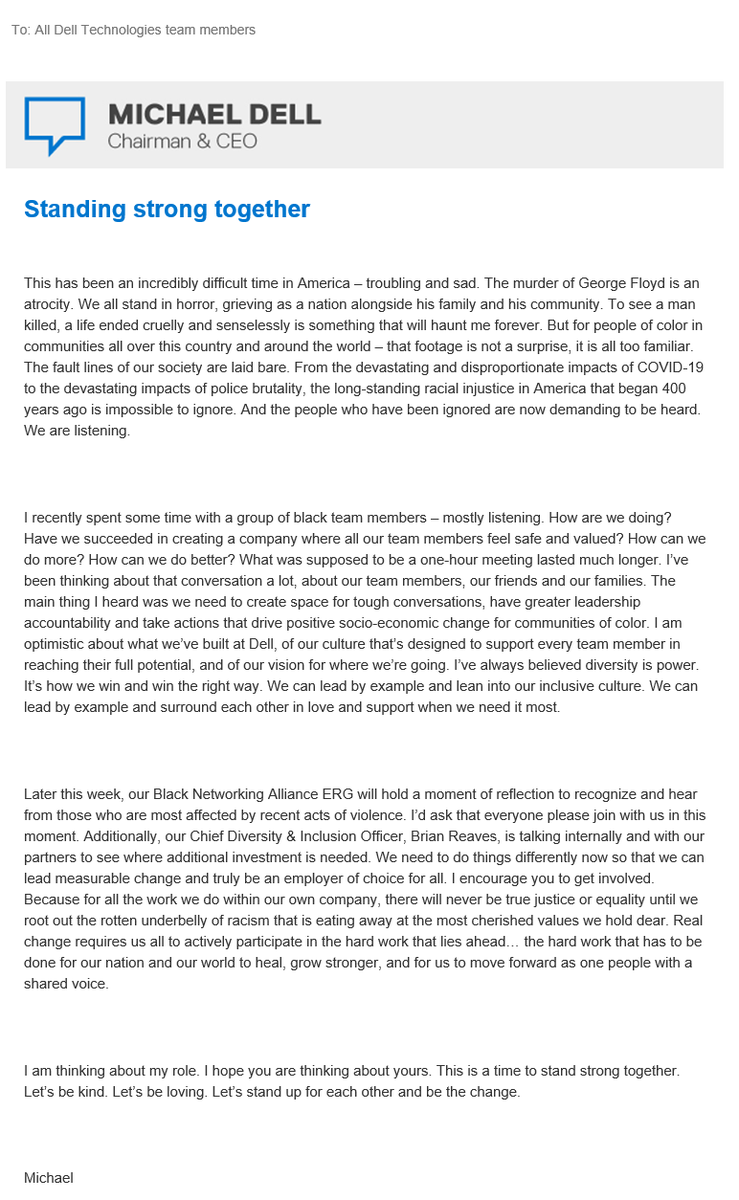 To: All Dell Technologies team members
MICHAEL DELL
Chairman & CEO
Standing strong together
This has been an incredibly difficult time in America – troubling and sad. The murder of George Floyd is an
atrocity. We all stand in horror, grieving as a nation alongside his family and his community. To see a man
killed, a life ended cruelly and senselessly is something that will haunt me forever. But for people of color in
communities all over this country and around the world – that footage is not a surprise, it is all too familiar.
The fault lines of our society are laid bare. From the devastating and disproportionate impacts of COVID-19
to the devastating impacts of police brutality, the long-standing racial injustice in America that began 400
years ago is impossible to ignore. And the people who have been ignored are now demanding to be heard.
We are listening.
I recently spent some time with a group of black team members – mostly listening. How are we doing?
Have we succeeded in creating a company where all our team members feel safe and valued? How can we
do more? How can we do better? What was supposed to be a one-hour meeting lasted much longer. I’ve
been thinking about that conversation a lot, about our team members, our friends and our families. The
main thing I heard was we need to create space for tough conversations, have greater leadership
accountability and take actions that drive positive socio-economic change for communities of color. I am
optimistic about what we’ve built at Dell, of our culture that’s designed to support every team member in
reaching their full potential, and of our vision for where we’re going. I’ve always believed diversity is power.
It’s how we win and win the right way. We can lead by example and lean into our inclusive culture. We can
lead by example and surround each other in love and support when we need it most.
Later this week, our Black Networking Alliance ERG will hold a moment of reflection to recognize and hear
from those who are most affected by recent acts of violence. I’d ask that everyone please join with us in this
moment. Additionally, our Chief Diversity & Inclusion Officer, Brian Reaves, is talking internally and with our
partners to see where additional investment is needed. We need to do things differently now so that we can
lead measurable change and truly be an employer of choice for all. I encourage you to get involved.
Because for all the work we do within our own company, there will never be true justice or equality until we
root out the rotten underbelly of racism that is eating away at the most cherished values we hold dear. Real
change requires us all to actively participate in the hard work that lies ahead… the hard work that has to be
done for our nation and our world to heal, grow stronger, and for us to move forward as one people with a
shared voice.
I am thinking about my role. I hope you are thinking about yours. This is a time to stand strong together.
Let’s be kind. Let’s be loving. Let’s stand up for each other and be the change.
Michael